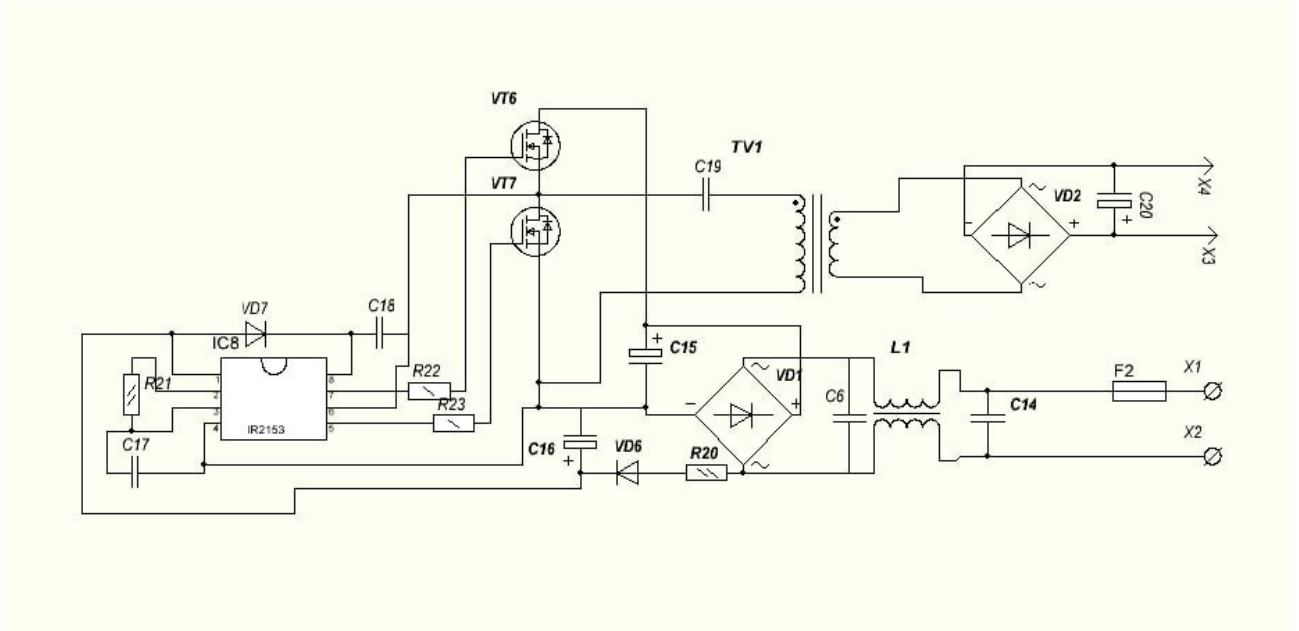 VT6
TV1
C19
VT7
VD2
C20
X4
X3
- +
+
~
~
VD7
C18
IC8
R21
1
2
3
4
8
7
6
5
IR2153
R22
R23
C17
+
C15
VD1
~
~
- +
L1
C6
C14
F2
X1
X2
C16
+
VD6
R20